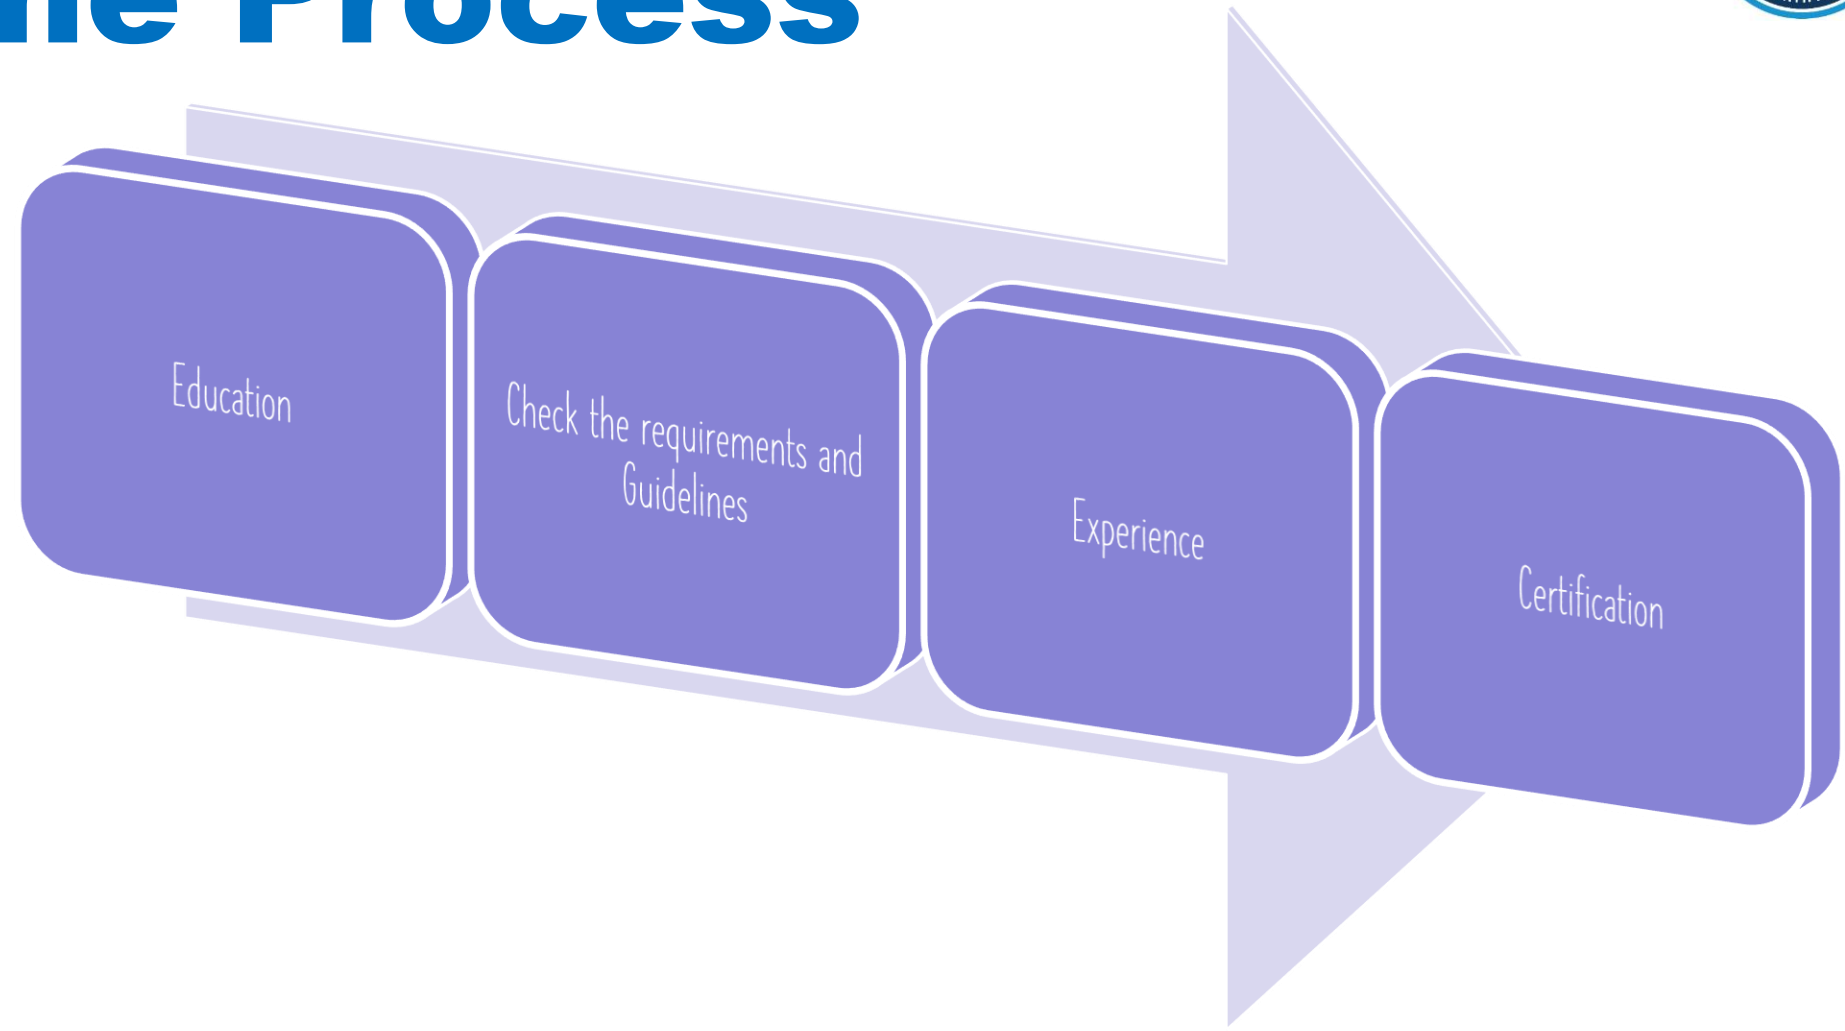 he Process
Education
Check the requirements and
Guidelines
Experience
Certification